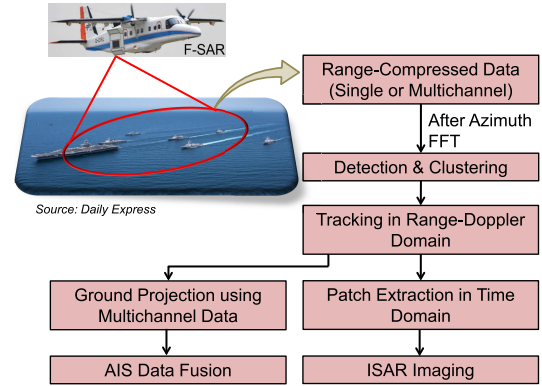 F-SAR
Range-Compressed Data
(Single or Multichannel)
After Azimuth
FFT
Detection & Clustering
Source: Daily Express
Tracking in Range-Doppler
Domain
Ground Projection using
Multichannel Data
Patch Extraction in Time
Domain
AIS Data Fusion
ISAR Imaging